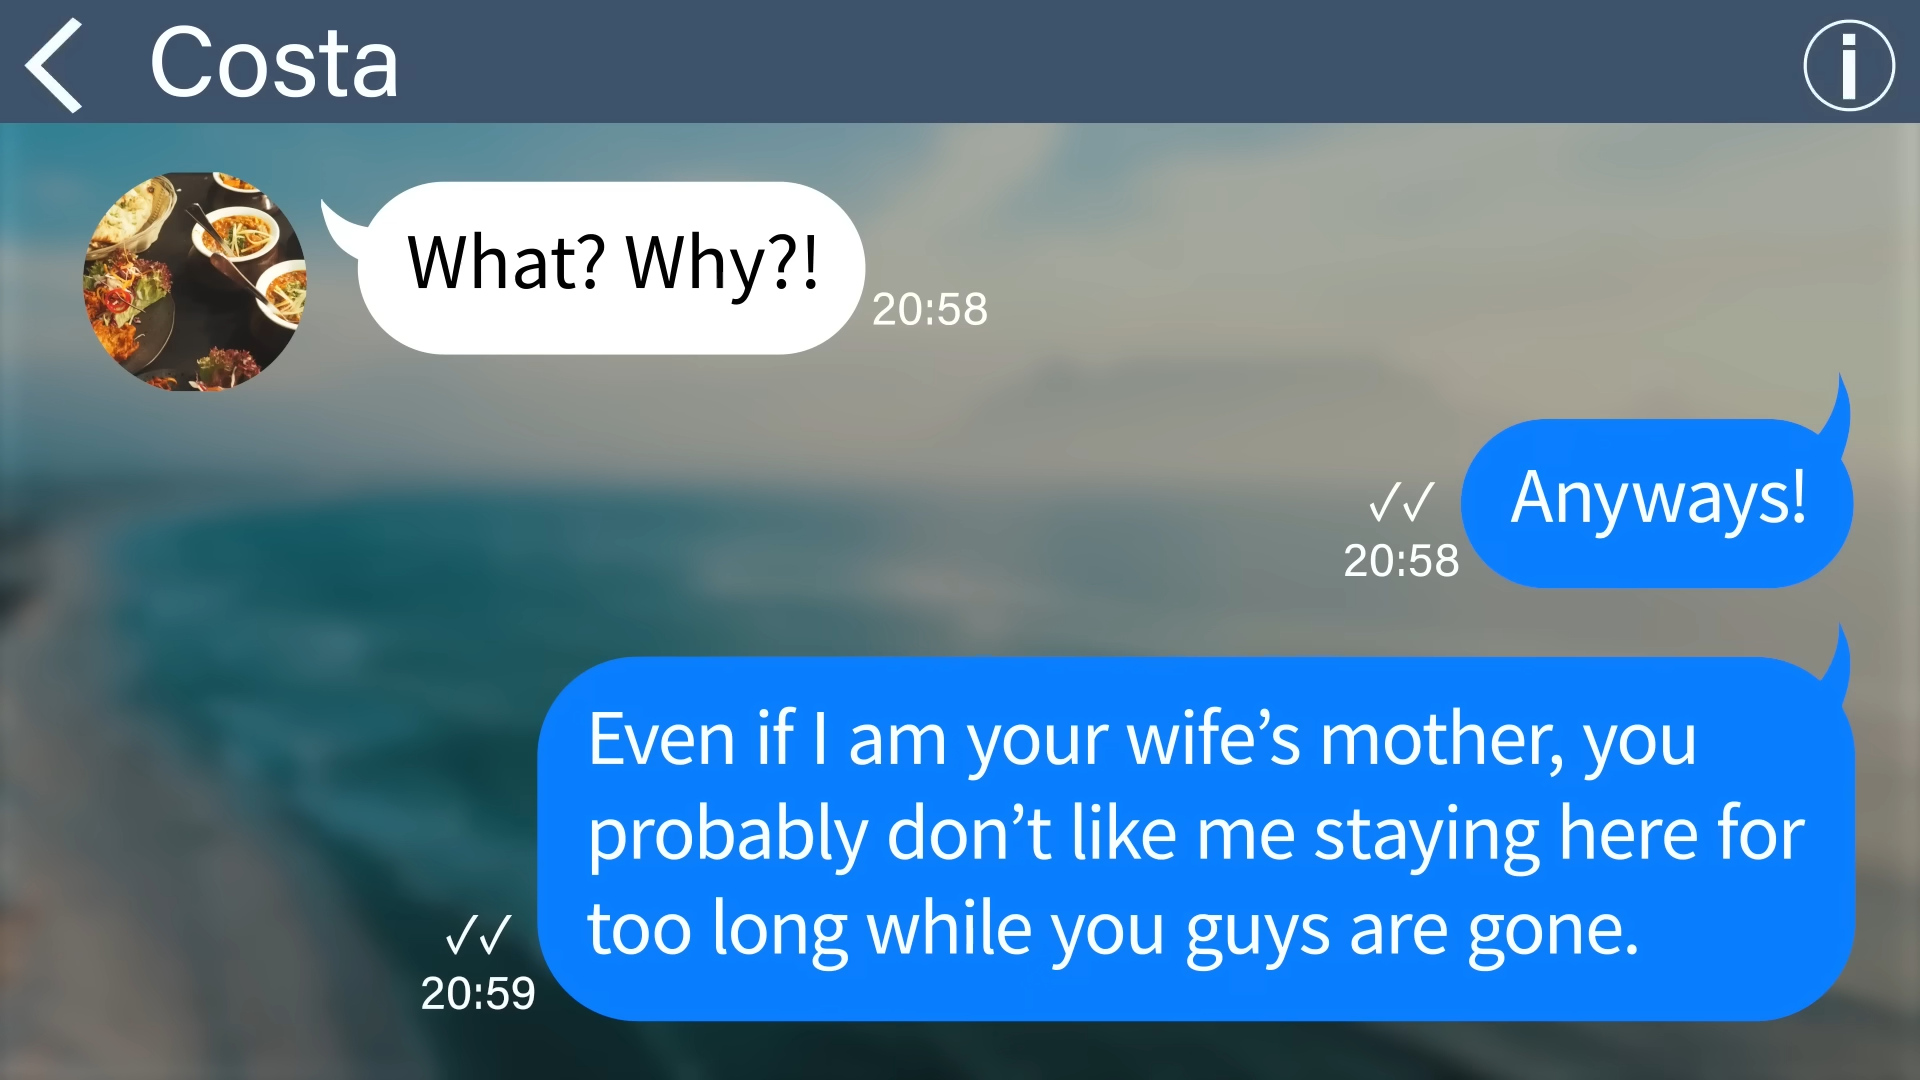 Costa
What? Why?!
20:58
Anyways!
20:58
Even if I am your wife’s mother, you
probably don’t like me staying here for
too long while you guys are gone.
20:59